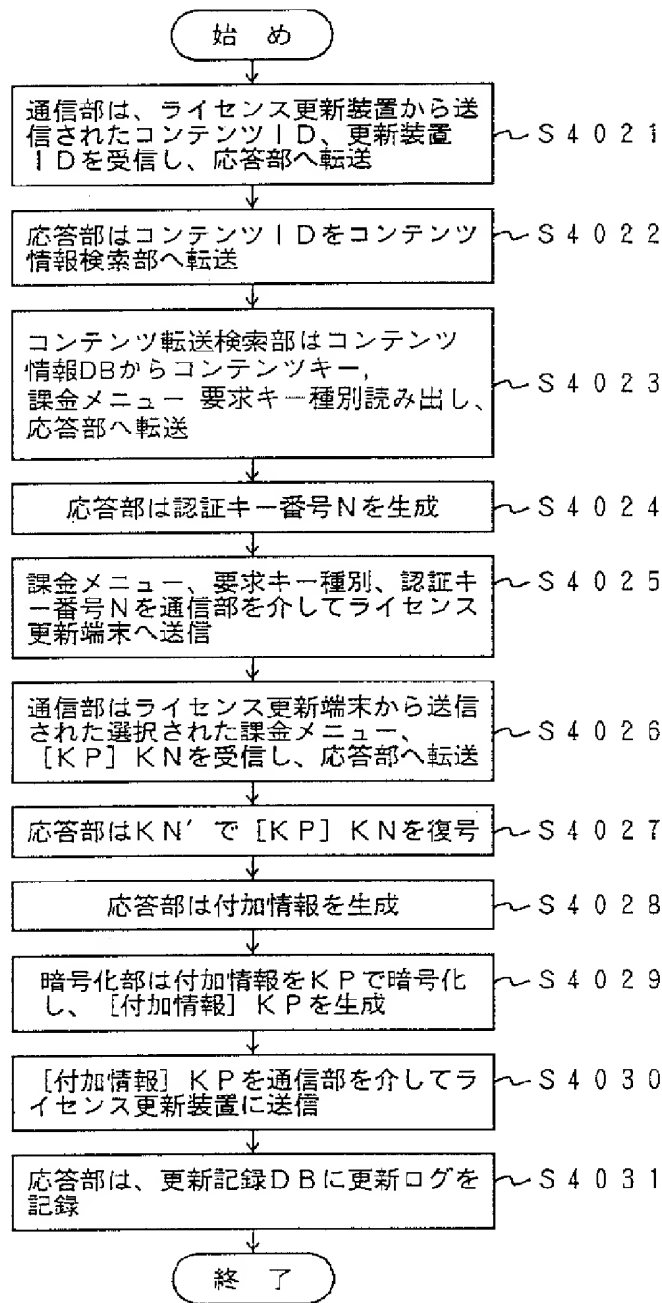 始 め
通信部は、ライセンス更新装置から送
信されたコンテンツID、更新装置
IDを受信し、応答部へ転送
～S4021
応答部はコンテンツIDをコンテンツ
情報検索部へ転送
～S4022
コンテンツ転送検索部はコンテンツ
情報DBからコンテンツキー,
課金メニュー 要求キー種別読み出し、
応答部へ転送
～S4023
応答部は認証キー番号Nを生成
～S4024
課金メニュー、要求キー種別、認証キ
ー番号Nを通信部を介してライセンス
更新端末へ送信
～S4025
通信部はライセンス更新端末から送信
された選択された課金メニュー、
[KP] KNを受信し、応答部へ転送
～S4026
応答部はKN′で[KP] KNを復号
～S4027
応答部は付加情報を生成
～S4028
暗号化部は付加情報をKPで暗号化
し、[付加情報] KPを生成
～S4029
[付加情報] KPを通信部を介してラ
イセンス更新装置に送信
～S4030
応答部は、更新記録DBに更新ログを
記録
～S4031
終 了